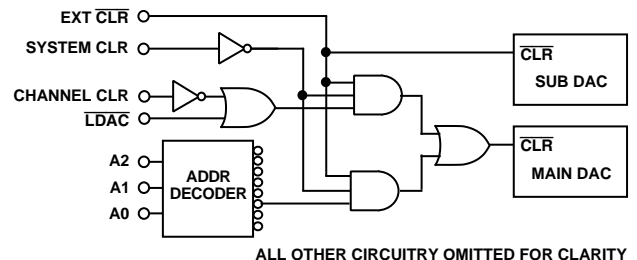 EXT CLR
SYSTEM CLR
CLR
SUB DAC
CHANNEL CLR
LDAC
CLR
MAIN DAC
A2
A1
A0
ADDR
DECODER
ALL OTHER CIRCUITRY OMITTED FOR CLARITY